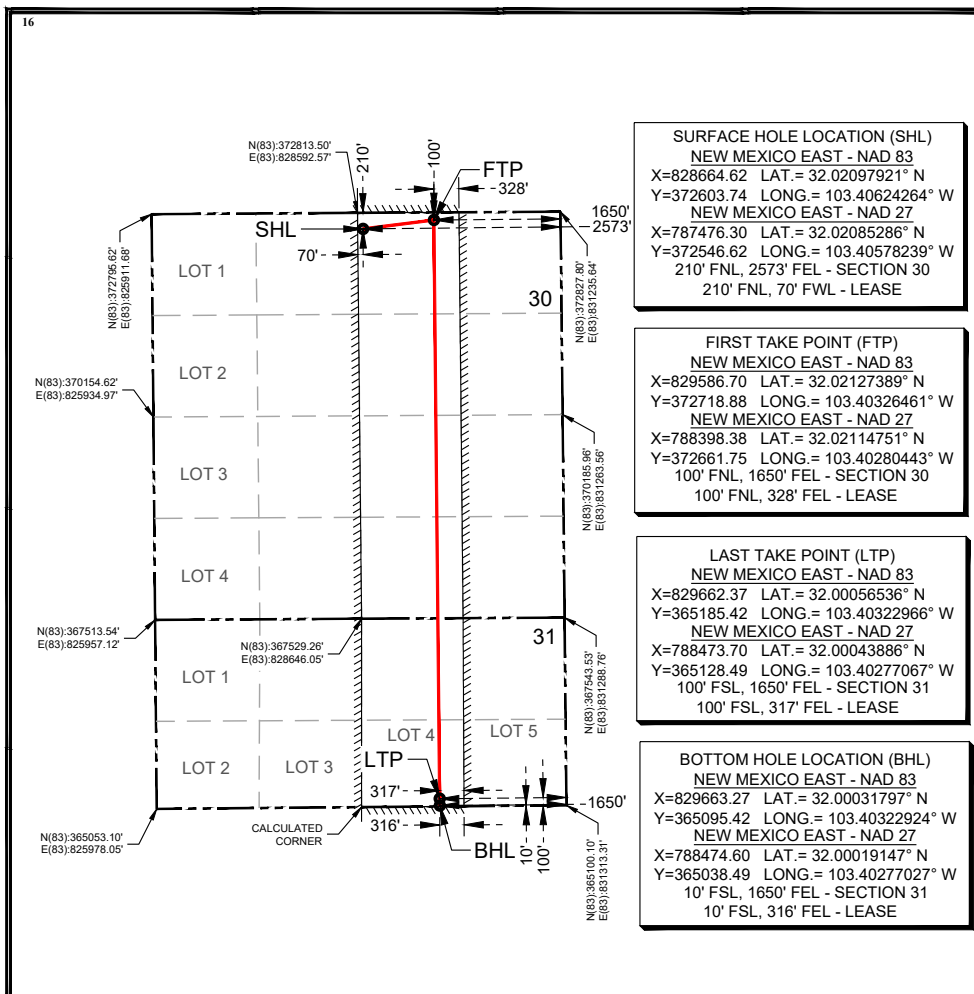 16
N(83):372813.50'
E(83):828592.57'
210'
100'
FTP
328'
1650'
2573'
SHL
70'
N(83):372795.62'
E(83):825911.68'
N(83):372827.80'
E(83):831235.64'
LOT 1
30
LOT 2
N(83):370154.62'
E(83):825934.97'
N(83):370185.96'
E(83):831263.56'
LOT 3
LOT 4
N(83):367513.54'
E(83):825957.12'
N(83):367529.26'
E(83):828646.05'
31
N(83):367543.53'
E(83):831288.76'
LOT 1
LOT 4
LOT 5
LOT 2
LOT 3
LTP
317'
1650'
316'
CALCULATED
CORNER
BHL
10'
100'
N(83):365053.10'
E(83):825978.05'
N(83):365100.10'
E(83):831313.31'
SURFACE HOLE LOCATION (SHL)
NEW MEXICO EAST - NAD 83
X=828664.62 LAT.= 32.02097921° N
Y=372603.74 LONG.= 103.40624264° W
NEW MEXICO EAST - NAD 27
X=787476.30 LAT.= 32.02085286° N
Y=372546.62 LONG.= 103.40578239° W
210' FNL, 2573' FEL - SECTION 30
210' FNL, 70' FWL - LEASE
FIRST TAKE POINT (FTP)
NEW MEXICO EAST - NAD 83
X=829586.70 LAT.= 32.02127389° N
Y=372718.88 LONG.= 103.40326461° W
NEW MEXICO EAST - NAD 27
X=788398.38 LAT.= 32.02114751° N
Y=372661.75 LONG.= 103.40280443° W
100' FNL, 1650' FEL - SECTION 30
100' FNL, 328' FEL - LEASE
LAST TAKE POINT (LTP)
NEW MEXICO EAST - NAD 83
X=829662.37 LAT.= 32.00056536° N
Y=365185.42 LONG.= 103.40322966° W
NEW MEXICO EAST - NAD 27
X=788473.70 LAT.= 32.00043886° N
Y=365128.49 LONG.= 103.40277067° W
100' FSL, 1650' FEL - SECTION 31
100' FSL, 317' FEL - LEASE
BOTTOM HOLE LOCATION (BHL)
NEW MEXICO EAST - NAD 83
X=829663.27 LAT.= 32.00031797° N
Y=365095.42 LONG.= 103.40322924° W
NEW MEXICO EAST - NAD 27
X=788474.60 LAT.= 32.00019147° N
Y=365038.49 LONG.= 103.40277027° W
10' FSL, 1650' FEL - SECTION 31
10' FSL, 316' FEL - LEASE